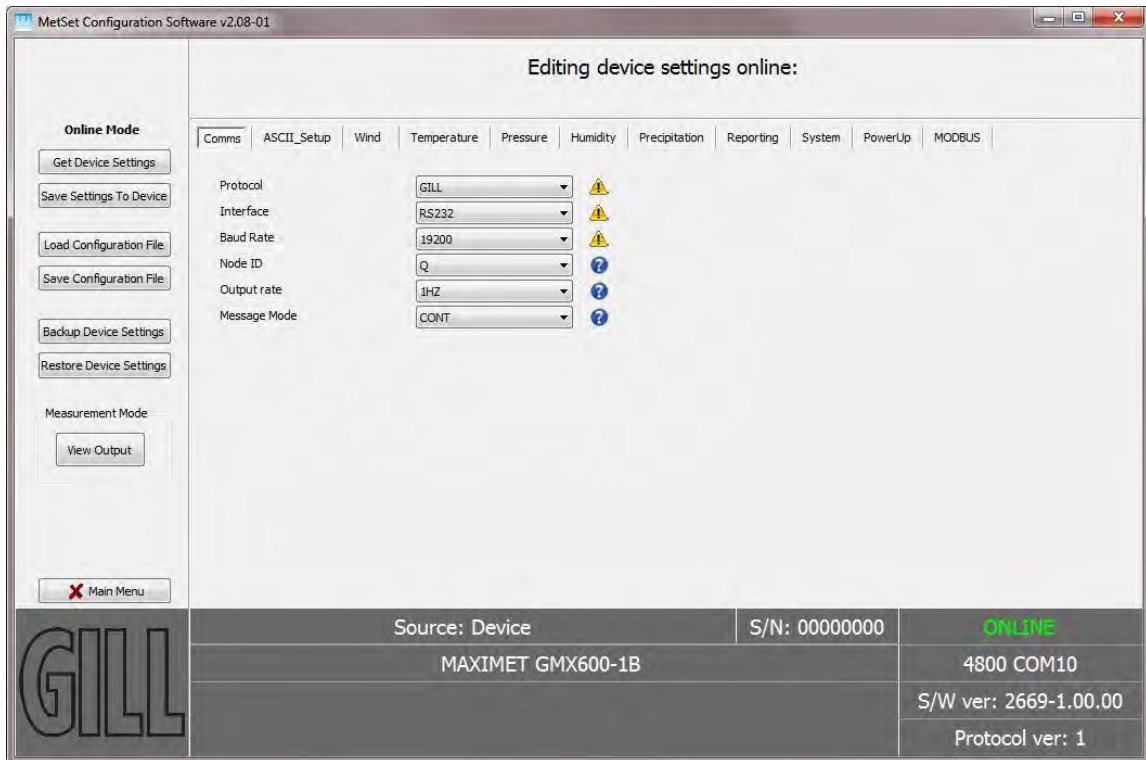 MetSet Configuration Software v2.08-01
Editing device settings online:
Online Mode
Get Device Settings
Save Settings To Device
Load Configuration File
Save Configuration File
Backup Device Settings
Restore Device Settings
Measurement Mode
View Output
Main Menu
Comms ASCII_Setup Wind Temperature Pressure Humidity Precipitation Reporting System PowerUp MODBUS
Protocol GILL
Interface RS232
Baud Rate 19200
Node ID Q
Output rate 1HZ
Message Mode CONT
GILL
Source: Device S/N: 00000000 ONLINE
MAXIMET GMX600-1B 4800 COM10
S/W ver: 2669-1.00.00
Protocol ver: 1